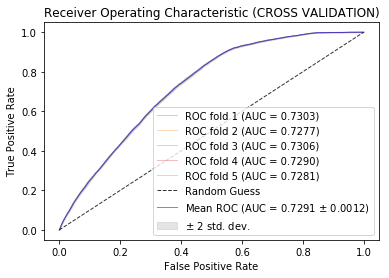 Receiver Operating Characteristic (CROSS VALIDATION)
1.0
0.8
0.6
0.4
0.2
0.0
True Positive Rate
ROC fold 1 (AUC = 0.7303)
ROC fold 2 (AUC = 0.7277)
ROC fold 3 (AUC = 0.7306)
ROC fold 4 (AUC = 0.7290)
ROC fold 5 (AUC = 0.7281)
Random Guess
Mean ROC (AUC = 0.7291 ± 0.0012)
± 2 std. dev.
0.0 0.2 0.4 0.6 0.8 1.0
False Positive Rate